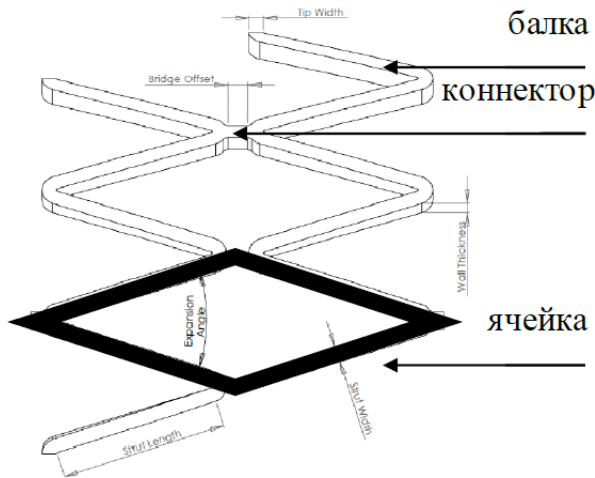 Tip Width
балка
Bridge Offset
коннектор
Wall Thickness
Expansion
Angle
ячейка
Strut Width
Strut Length